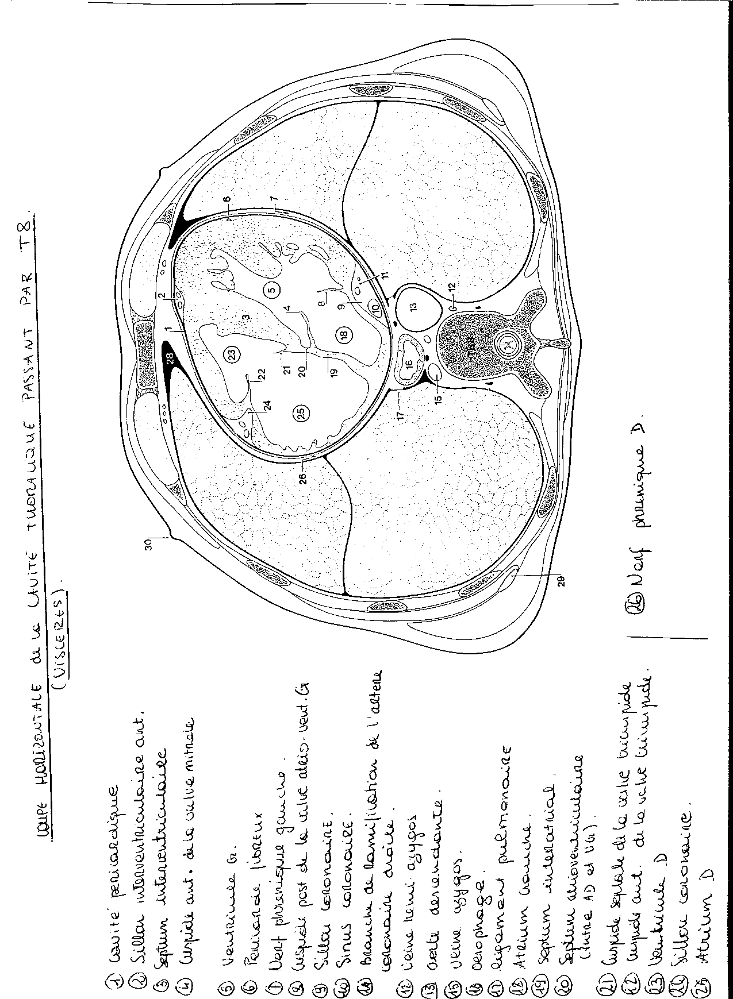 COUPE HORIZONTALE de la CAVITÉ THORACIQUE PASSANT PAR T8.
(VISCERES).
① Cavité pericardique
② Sillon interventriculaire ant.
③ Septum interventriculaire
④ Cuspide ant. de la valve mitrale
⑤ Ventricule G.
⑥ Pericarde fibreux
⑦ Nerf phrenique gauche.
⑧ Cuspide post de la valve atrio-vent. G
⑨ Sillon coronaire.
⑩ Sinus coronaire.
⑪ Branche de ramification de l'artere
coronaire droite.
⑫ Veine hemi azygos
⑬ aorte descendante.
⑮ Veine azygos.
⑯ oesophage.
⑰ ligament pulmonaire
⑱ Atrium Gauche.
⑲ Septum interatrial.
⑳ Septum atrioventriculaire
(entre AD et VG).
㉑ Cuspide septale de la valve tricuspide
㉒ Cuspide ant. de la valve tricuspide.
㉓ Ventricule D
㉔ Sillon coronaire.
㉕ Atrium D
㉖ Nerf phrénique D.
1
2
3
4
5
6
7
8
9
10
11
12
13
15
16
17
18
19
20
21
22
23
24
25
26
28
29
30
Th8